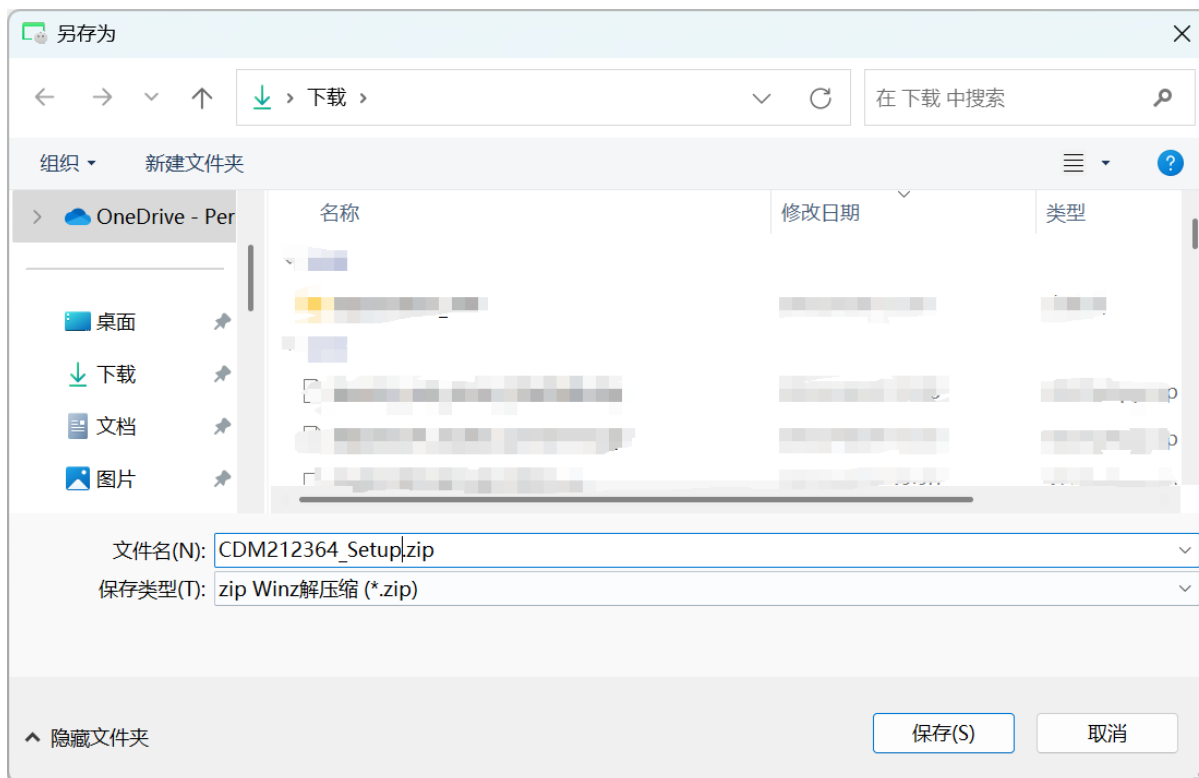 另存为
下载
在 下载 中搜索
组织
新建文件夹
OneDrive - Per
名称
修改日期
类型
桌面
下载
文档
图片
文件名(N): CDM212364_Setup.zip
保存类型(T): zip Winz解压缩 (*.zip)
隐藏文件夹
保存(S)
取消